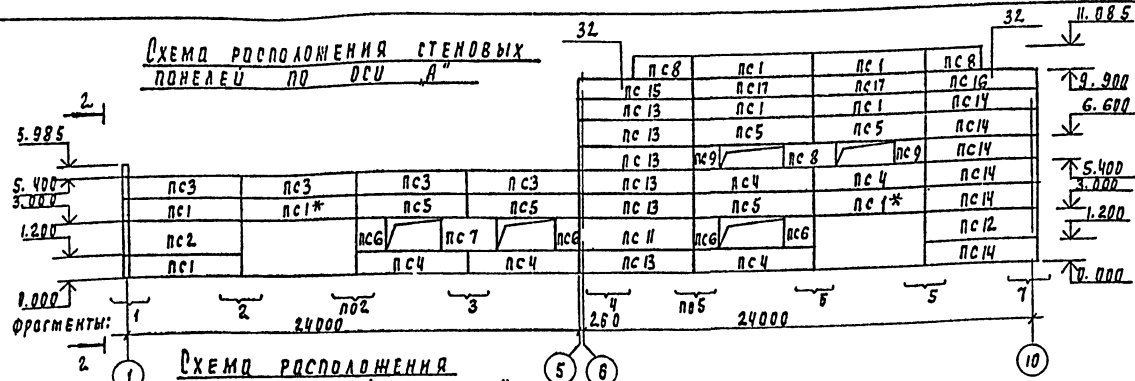 Схема расположения стеновых
панелей по оси „А"
32
32
11.085
9.900
6.600
5.400
3.000
1.200
0.000
2
5.985
5.400
3.000
1.200
0.000
пс8 пс1 пс1 пс8
пс15 пс17 пс17 пс16
пс13 пс1 пс1 пс14
пс13 пс5 пс5 пс14
пс13 пс9 пс8 пс9 пс14
пс3 пс3 пс3 пс3 пс13 пс4 пс4 пс14
пс1 пс1* пс5 пс5 пс13 пс5 пс1* пс14
пс2 пс6 пс7 пс6 пс11 пс6 пс6 пс12
пс1 пс4 пс4 пс13 пс4 пс14
фрагменты: 1 2 по2 3 4 по5 6 5 7
24000 260 24000
2
1 5 6 10
Схема расположения